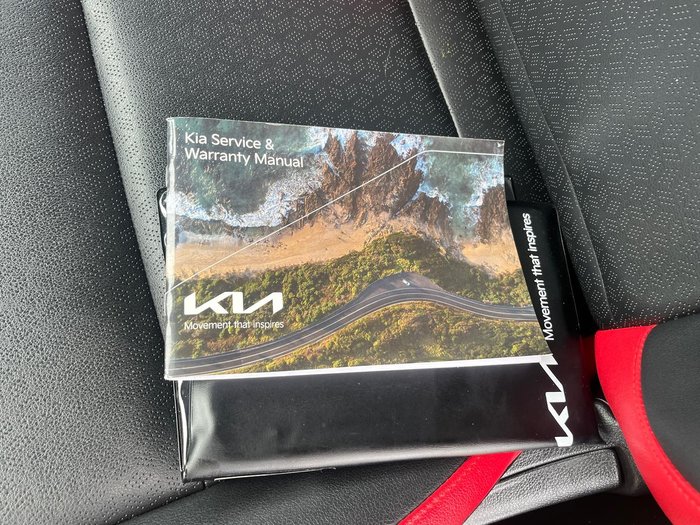 Kia Service &
Warranty Manual
KIA
Movement that inspires
KIA
Movement that inspires